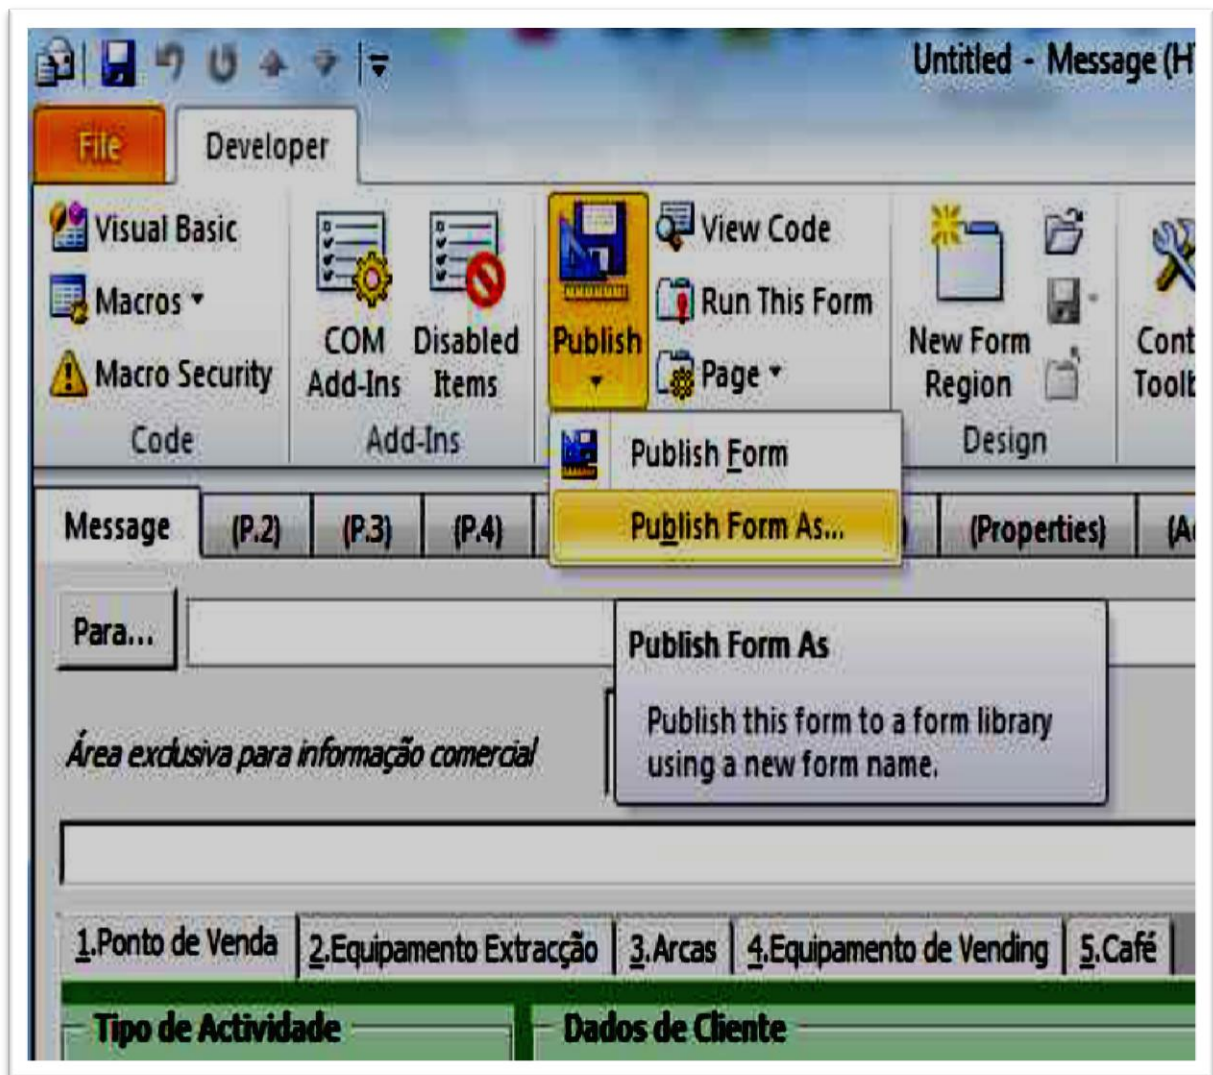 Untitled - Message (H
File
Developer
Visual Basic
Macros
Macro Security
Code
COM
Add-Ins
Disabled
Items
Add-Ins
Publish
View Code
Run This Form
Page
Publish Form
Publish Form As...
New Form
Region
Design
Cont
Toolb
Message
(P.2)
(P.3)
(P.4)
)
(Properties)
(A
Para...
Publish Form As
Publish this form to a form library
using a new form name.
Área exclusiva para informação comercial
1.Ponto de Venda
2.Equipamento Extracção
3.Arcas
4.Equipamento de Vending
5.Café
Tipo de Actividade
Dados de Cliente